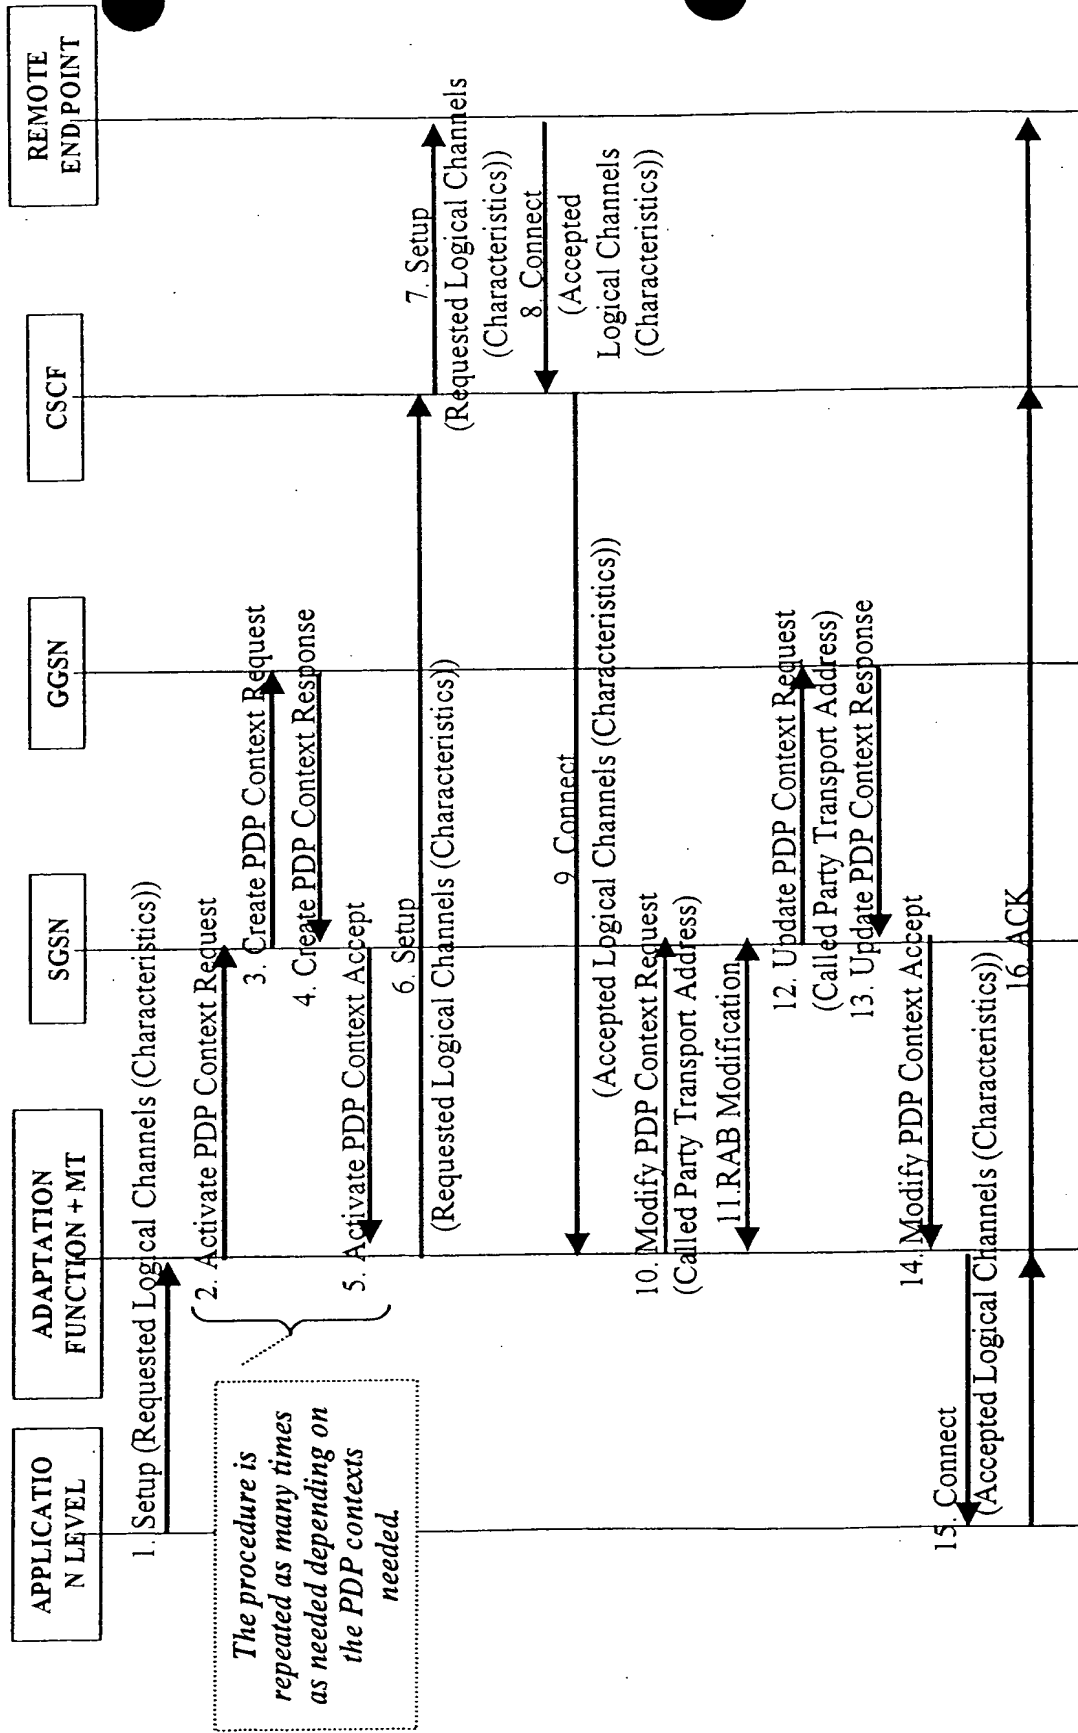 APPLICATIO
N LEVEL
ADAPTATION
FUNCTION + MT
SGSN
GGSN
CSCF
REMOTE
ENDPOINT
1. Setup (Requested Logical Channels (Characteristics))
2. Activate PDP Context Request
3. Create PDP Context Request
4. Create PDP Context Response
5. Activate PDP Context Accept
The procedure is
repeated as many times
as needed depending on
the PDP contexts
needed.
6. Setup
(Requested Logical Channels (Characteristics))
7. Setup
(Requested Logical Channels
(Characteristics))
8. Connect
(Accepted
Logical Channels
(Characteristics))
9. Connect
(Accepted Logical Channels (Characteristics))
10. Modify PDP Context Request
(Called Party Transport Address)
11.RAB Modification
12. Update PDP Context Request
(Called Party Transport Address)
13. Update PDP Context Response
14. Modify PDP Context Accept
15. Connect
(Accepted Logical Channels (Characteristics))
16. ACK